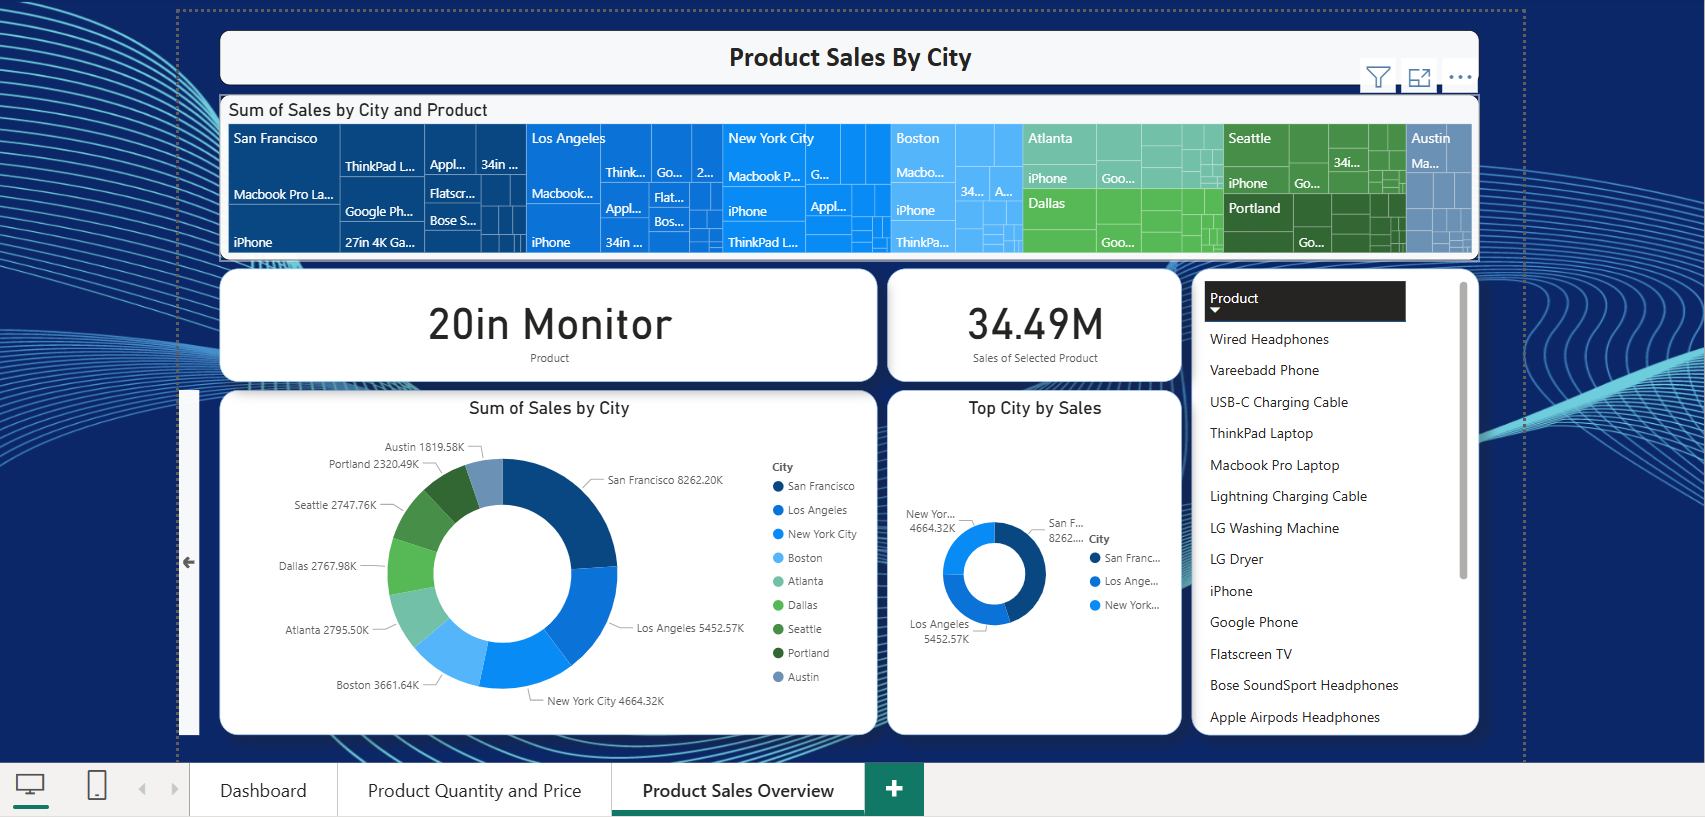 Product Sales By City
Sum of Sales by City and Product
San Francisco
Macbook Pro La...
iPhone
ThinkPad L...
Google Ph...
27in 4K Ga...
Appl...
34in ...
Flatscr...
Bose S...
Los Angeles
Macbook...
iPhone
Think...
Go...
2...
Appl...
Flat...
Bos...
34in ...
New York City
Macbook P...
iPhone
ThinkPad L...
G...
Appl...
Boston
Macbo...
iPhone
ThinkPa...
34...
A...
Atlanta
iPhone
Goo...
Dallas
Goo...
Seattle
iPhone
Go...
34i...
Portland
Go...
Austin
Ma...
20in Monitor
Product
34.49M
Sales of Selected Product
Sum of Sales by City
Austin 1819.58K
Portland 2320.49K
Seattle 2747.76K
Dallas 2767.98K
Atlanta 2795.50K
Boston 3661.64K
San Francisco 8262.20K
Los Angeles 5452.57K
New York City 4664.32K
City
San Francisco
Los Angeles
New York City
Boston
Atlanta
Dallas
Seattle
Portland
Austin
Top City by Sales
New Yor...
4664.32K
San F...
8262....
Los Angeles
5452.57K
City
San Franc...
Los Ange...
New York...
Product
Wired Headphones
Vareebadd Phone
USB-C Charging Cable
ThinkPad Laptop
Macbook Pro Laptop
Lightning Charging Cable
LG Washing Machine
LG Dryer
iPhone
Google Phone
Flatscreen TV
Bose SoundSport Headphones
Apple Airpods Headphones
Dashboard
Product Quantity and Price
Product Sales Overview